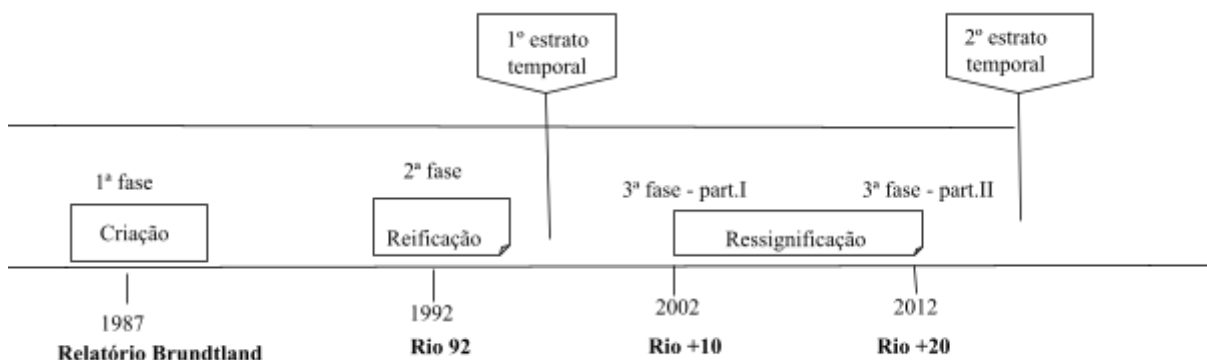 1º estrato
temporal
2º estrato
temporal
1ª fase
2ª fase
3ª fase - part.I
3ª fase - part.II
Criação
Reificação
Ressignificação
1987
1992
2002
2012
Relatório Brundtland
Rio 92
Rio +10
Rio +20